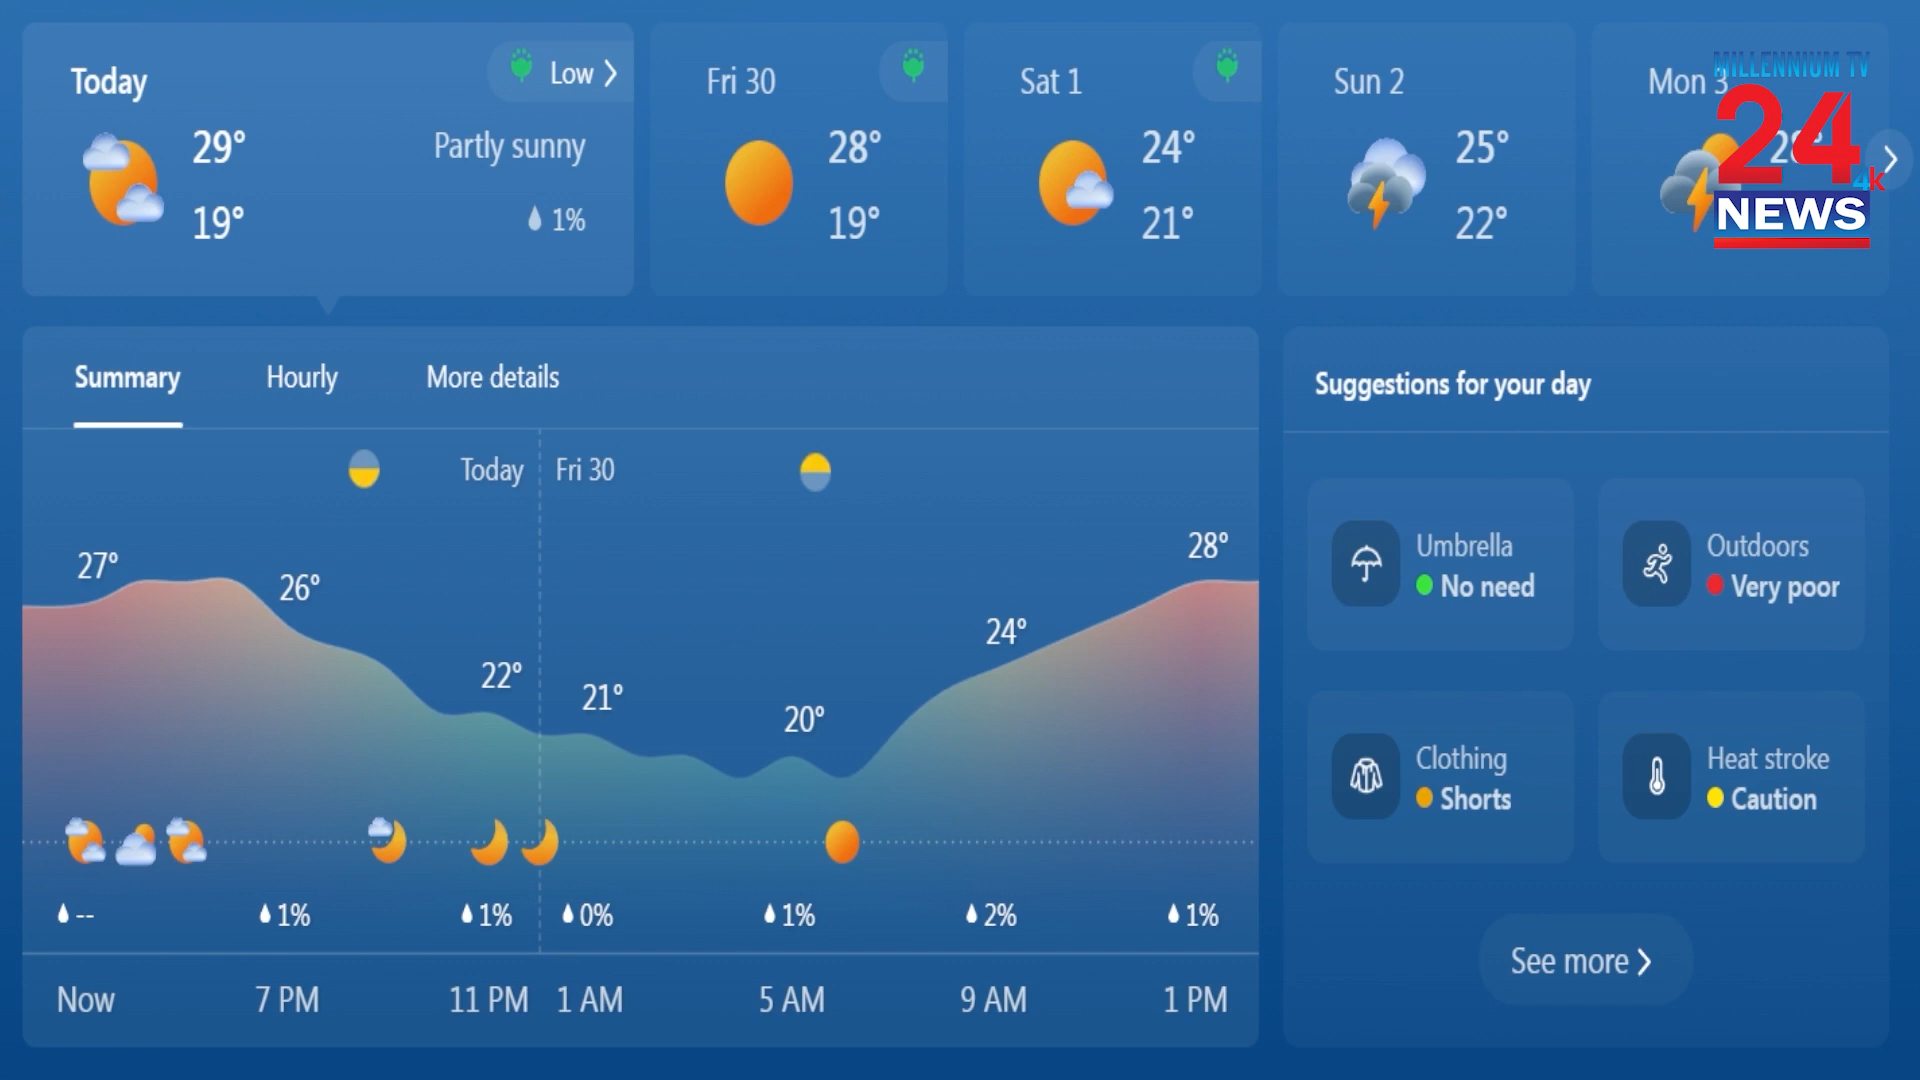 Today
Low
29°
19°
Partly sunny
1%
Fri 30
28°
19°
Sat 1
24°
21°
Sun 2
25°
22°
Mon 3
MILLENNIUM TV
24
4k
NEWS
Summary
Hourly
More details
Today
Fri 30
27°
26°
22°
21°
20°
24°
28°
--
1%
1%
0%
1%
2%
1%
Now
7 PM
11 PM
1 AM
5 AM
9 AM
1 PM
Suggestions for your day
Umbrella
No need
Outdoors
Very poor
Clothing
Shorts
Heat stroke
Caution
See more